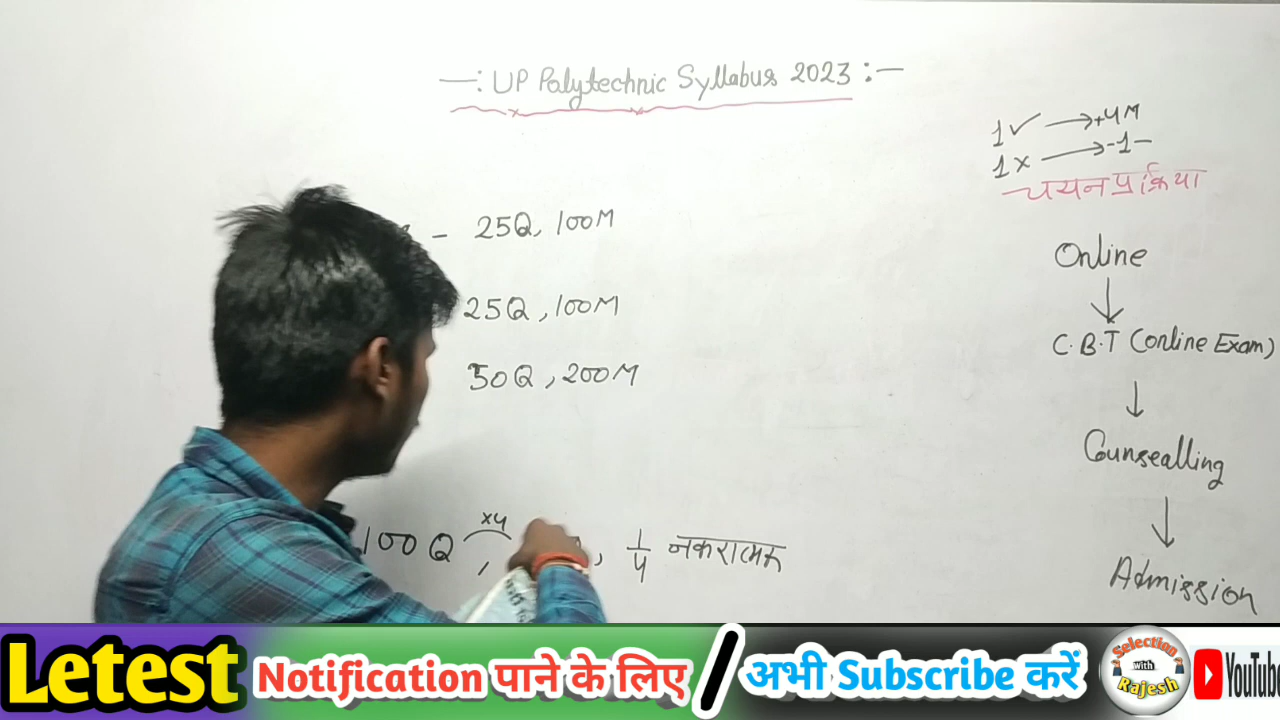 —: UP Palytechnic Syllabus 2023 :—
1✓ → +4M
1× → -1—
चयन प्रक्रिया
– 25Q, 100M
25Q, 100M
50Q, 200M
100Q, ×4 , 1/4 नकरात्मक
Online
↓
C.B.T (online Exam)
↓
Counsealling
↓
Admission
Letest Notification पाने के लिए / अभी Subscribe करें
Selection with Rajesh
YouTube